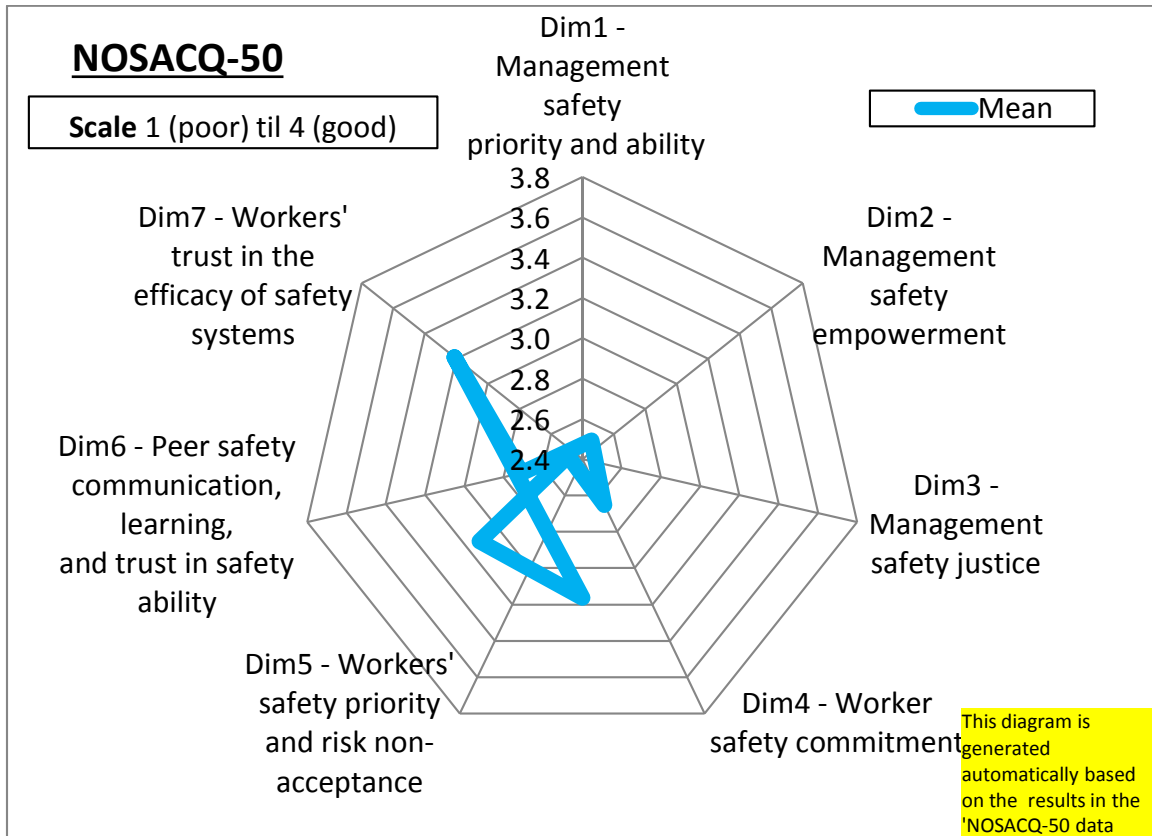 NOSACQ-50
Scale 1 (poor) til 4 (good)
Dim1 -
Management
safety
priority and ability
Mean
3.8
3.6
3.4
3.2
3.0
2.8
2.6
2.4
Dim2 -
Management
safety
empowerment
Dim3 -
Management
safety justice
Dim4 - Worker
safety commitment
Dim5 - Workers'
safety priority
and risk non-
acceptance
Dim6 - Peer safety
communication,
learning,
and trust in safety
ability
Dim7 - Workers'
trust in the
efficacy of safety
systems
This diagram is
generated
automatically based
on the results in the
'NOSACQ-50 data